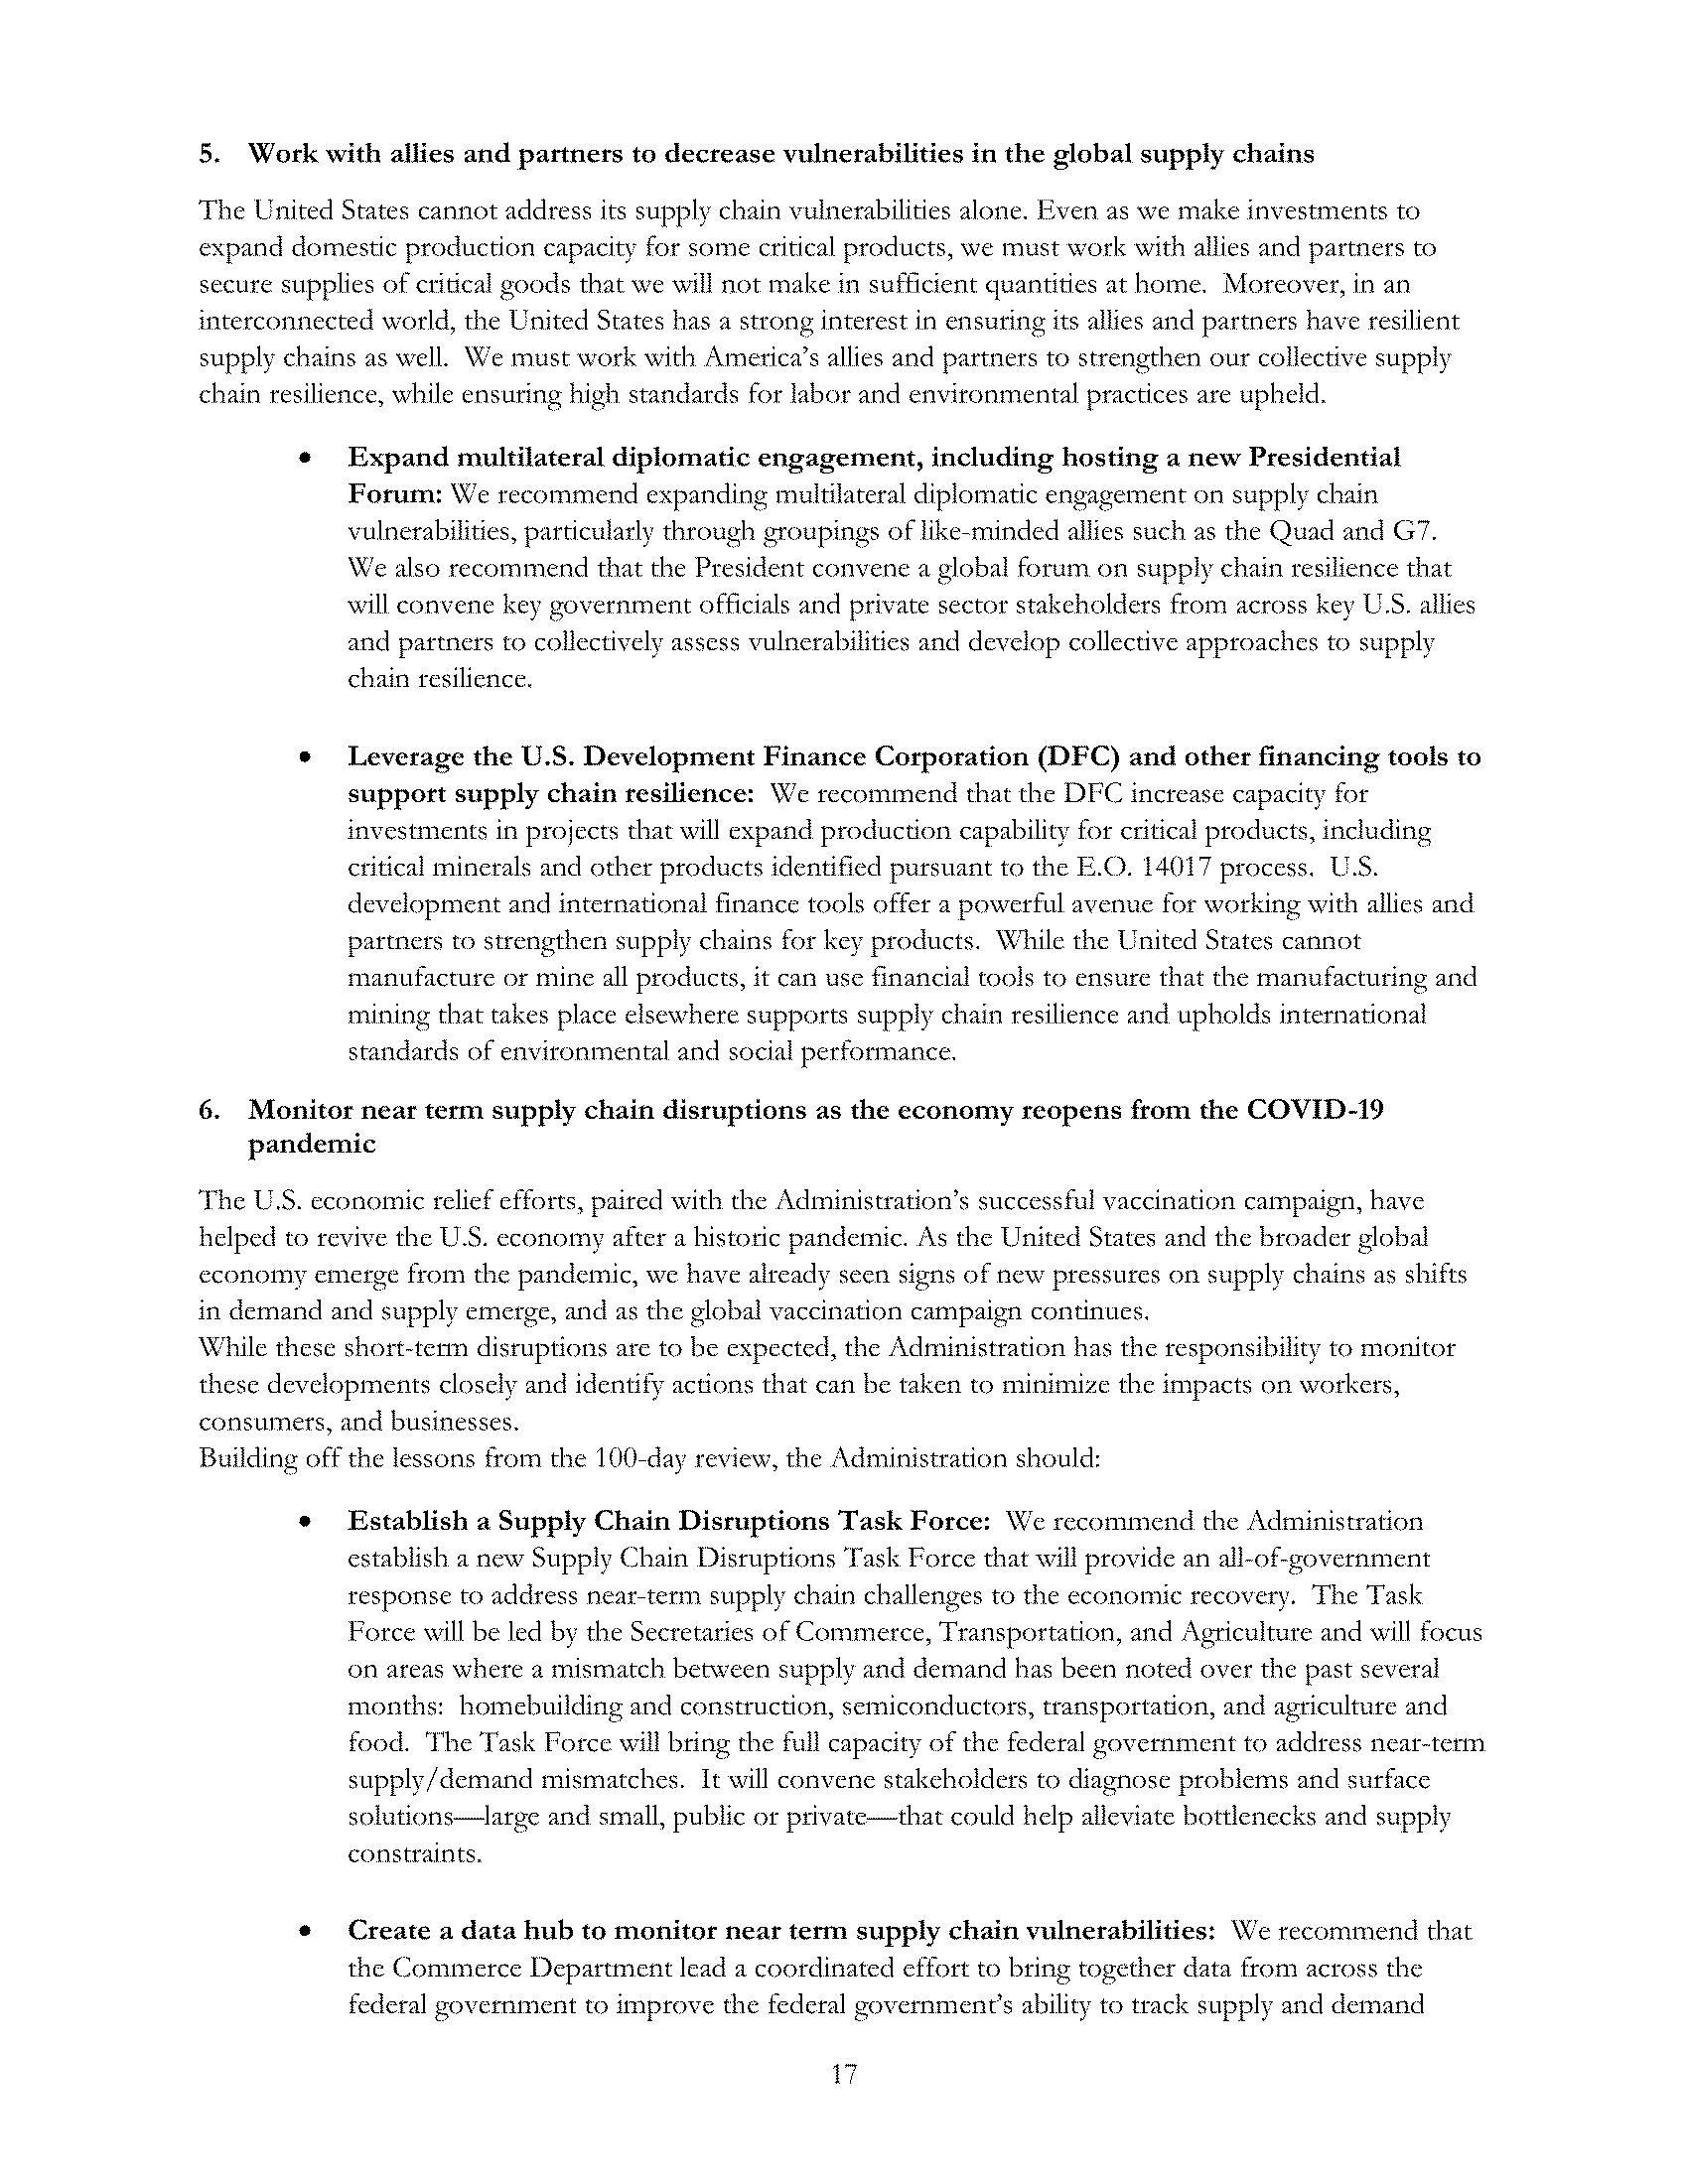 5. Work with allies and partners to decrease vulnerabilities in the global supply chains
The United States cannot address its supply chain vulnerabilities alone. Even as we make investments to
expand domestic production capacity for some critical products, we must work with allies and partners to
secure supplies of critical goods that we will not make in sufficient quantities at home. Moreover, in an
interconnected world, the United States has a strong interest in ensuring its allies and partners have resilient
supply chains as well. We must work with America's allies and partners to strengthen our collective supply
chain resilience, while ensuring high standards for labor and environmental practices are upheld.
• Expand multilateral diplomatic engagement, including hosting a new Presidential
Forum: We recommend expanding multilateral diplomatic engagement on supply chain
vulnerabilities, particularly through groupings of like-minded allies such as the Quad and G7.
We also recommend that the President convene a global forum on supply chain resilience that
will convene key government officials and private sector stakeholders from across key U.S. allies
and partners to collectively assess vulnerabilities and develop collective approaches to supply
chain resilience.
• Leverage the U.S. Development Finance Corporation (DFC) and other financing tools to
support supply chain resilience: We recommend that the DFC increase capacity for
investments in projects that will expand production capability for critical products, including
critical minerals and other products identified pursuant to the E.O. 14017 process. U.S.
development and international finance tools offer a powerful avenue for working with allies and
partners to strengthen supply chains for key products. While the United States cannot
manufacture or mine all products, it can use financial tools to ensure that the manufacturing and
mining that takes place elsewhere supports supply chain resilience and upholds international
standards of environmental and social performance.
6. Monitor near term supply chain disruptions as the economy reopens from the COVID-19
pandemic
The U.S. economic relief efforts, paired with the Administration's successful vaccination campaign, have
helped to revive the U.S. economy after a historic pandemic. As the United States and the broader global
economy emerge from the pandemic, we have already seen signs of new pressures on supply chains as shifts
in demand and supply emerge, and as the global vaccination campaign continues.
While these short-term disruptions are to be expected, the Administration has the responsibility to monitor
these developments closely and identify actions that can be taken to minimize the impacts on workers,
consumers, and businesses.
Building off the lessons from the 100-day review, the Administration should:
• Establish a Supply Chain Disruptions Task Force: We recommend the Administration
establish a new Supply Chain Disruptions Task Force that will provide an all-of-government
response to address near-term supply chain challenges to the economic recovery. The Task
Force will be led by the Secretaries of Commerce, Transportation, and Agriculture and will focus
on areas where a mismatch between supply and demand has been noted over the past several
months: homebuilding and construction, semiconductors, transportation, and agriculture and
food. The Task Force will bring the full capacity of the federal government to address near-term
supply/demand mismatches. It will convene stakeholders to diagnose problems and surface
solutions—large and small, public or private—that could help alleviate bottlenecks and supply
constraints.
• Create a data hub to monitor near term supply chain vulnerabilities: We recommend that
the Commerce Department lead a coordinated effort to bring together data from across the
federal government to improve the federal government's ability to track supply and demand
17